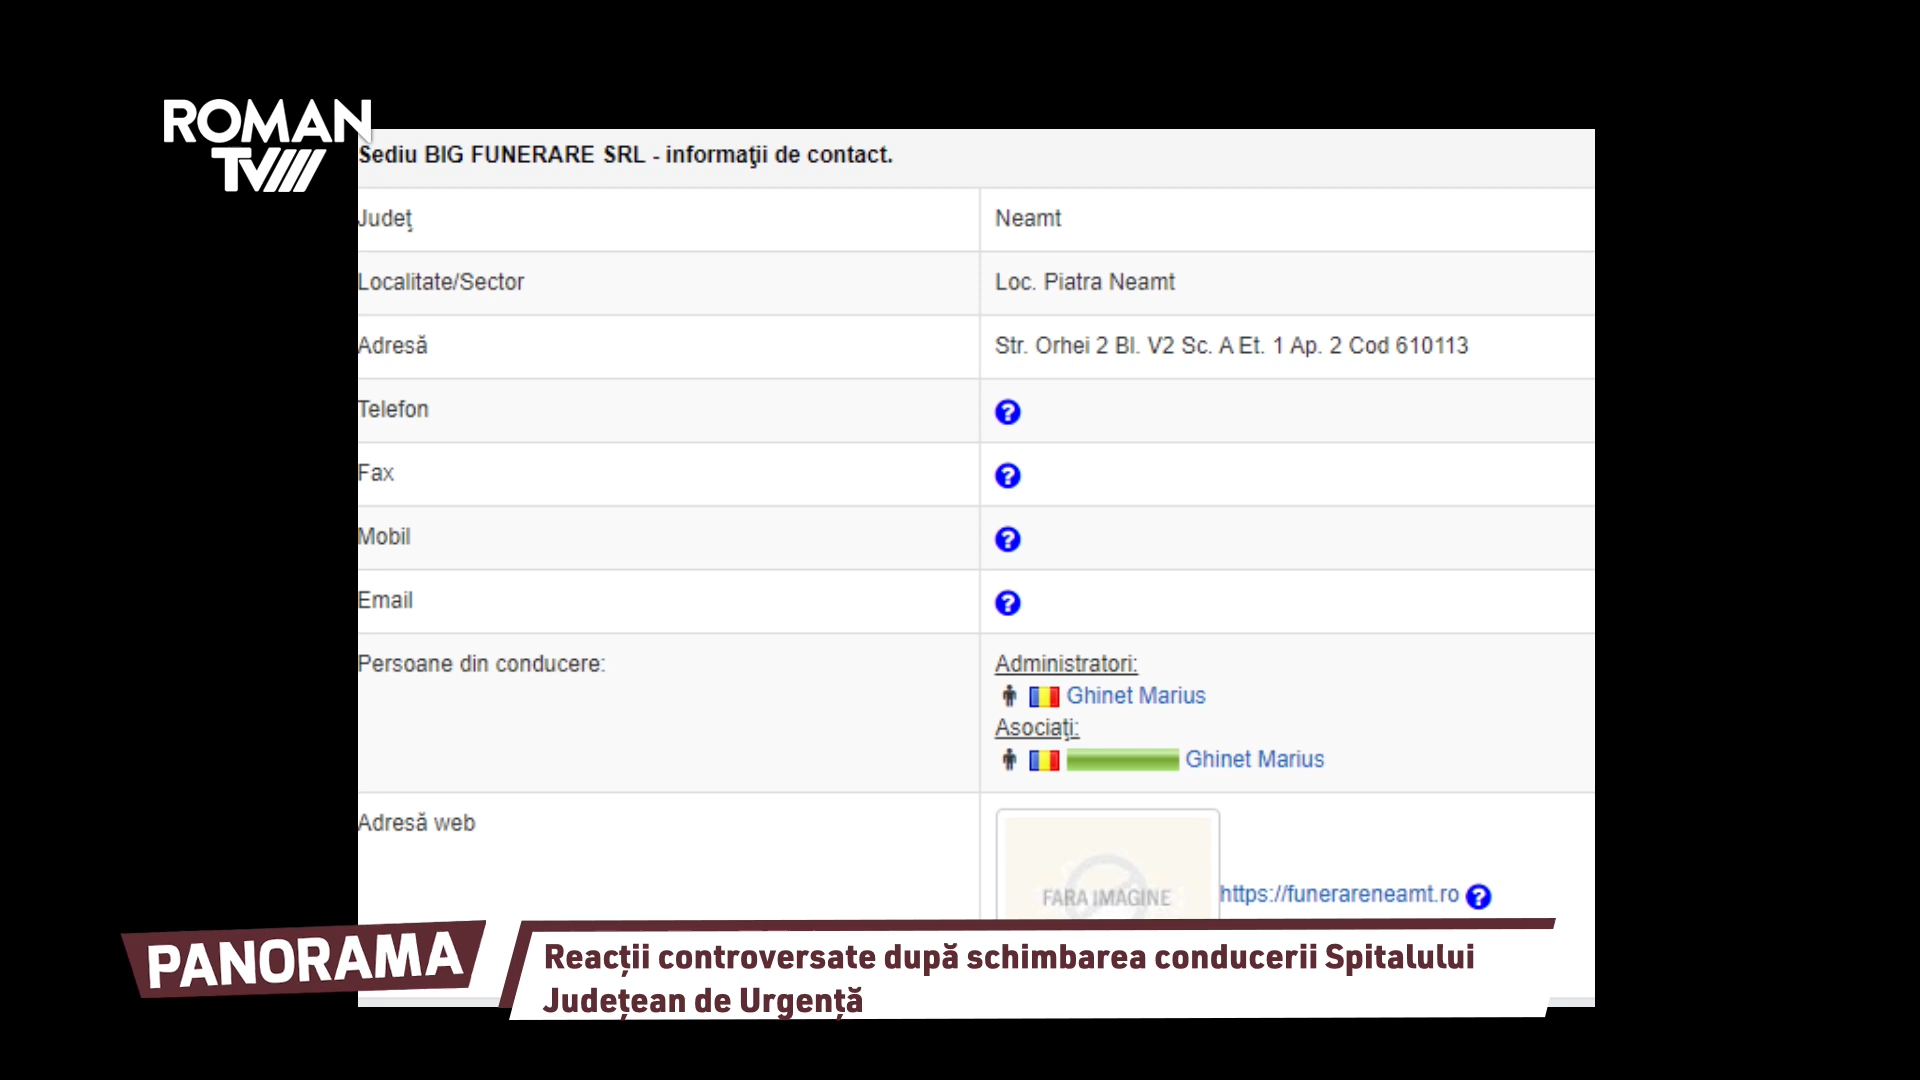 ROMAN
TV
Sediu BIG FUNERARE SRL - informaţii de contact.
Judeţ Neamt
Localitate/Sector Loc. Piatra Neamt
Adresă Str. Orhei 2 Bl. V2 Sc. A Et. 1 Ap. 2 Cod 610113
Telefon
Fax
Mobil
Email
Persoane din conducere: Administratori:
Ghinet Marius
Asociaţi:
Ghinet Marius
Adresă web
FARA IMAGINE https://funerareneamt.ro
PANORAMA
Reacții controversate după schimbarea conducerii Spitalului
Județean de Urgență